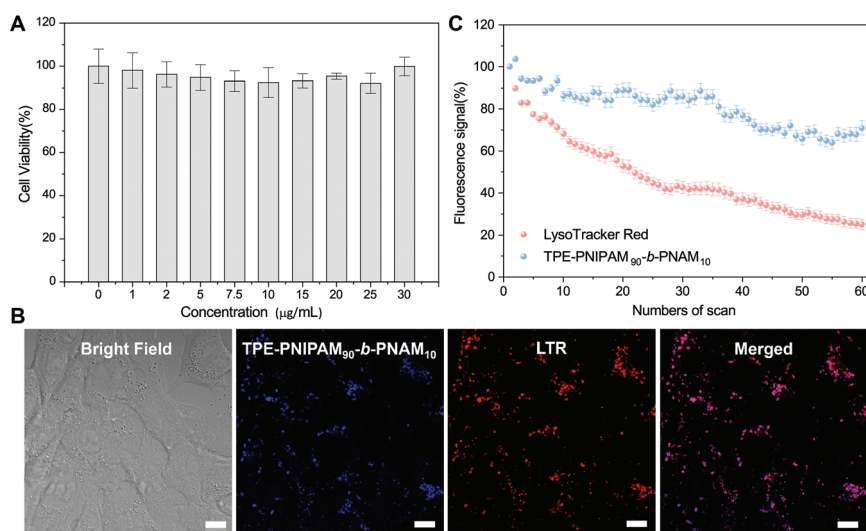 A
120
100
80
60
40
20
0
Cell Viability(%)
0 1 2 5 7.5 10 15 20 25 30
Concentration (μg/mL)
C
120
100
80
60
40
20
Fluorescence signal(%)
LysoTracker Red
TPE-PNIPAM90-b-PNAM10
0 10 20 30 40 50 60
Numbers of scan
B
Bright Field
TPE-PNIPAM90-b-PNAM10
LTR
Merged